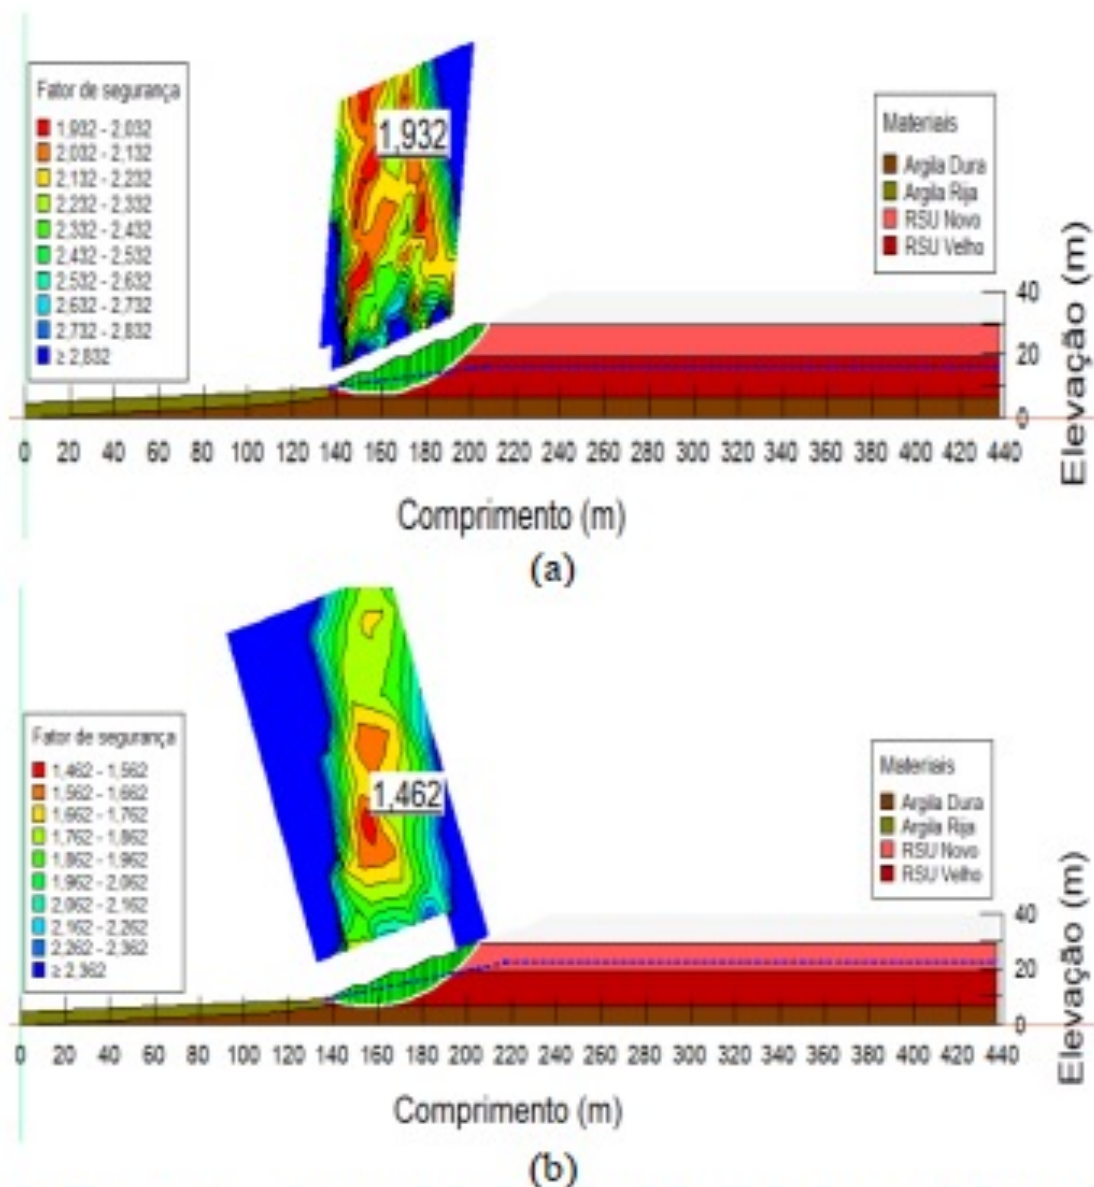 Fator de segurança
1,932 - 2,032
2,032 - 2,132
2,132 - 2,232
2,232 - 2,332
2,332 - 2,432
2,432 - 2,532
2,532 - 2,632
2,632 - 2,732
2,732 - 2,832
≥ 2,832
1,932
Materiais
Argila Dura
Argila Rija
RSU Novo
RSU Velho
40
20
0
Elevação (m)
0 20 40 60 80 100 120 140 160 180 200 220 240 260 280 300 320 340 360 380 400 420 440
Comprimento (m)
(a)
Fator de segurança
1,462 - 1,562
1,562 - 1,662
1,662 - 1,762
1,762 - 1,862
1,862 - 1,962
1,962 - 2,062
2,062 - 2,162
2,162 - 2,262
2,262 - 2,362
≥ 2,362
1,462
Materiais
Argila Dura
Argila Rija
RSU Novo
RSU Velho
40
20
0
Elevação (m)
0 20 40 60 80 100 120 140 160 180 200 220 240 260 280 300 320 340 360 380 400 420 440
Comprimento (m)
(b)